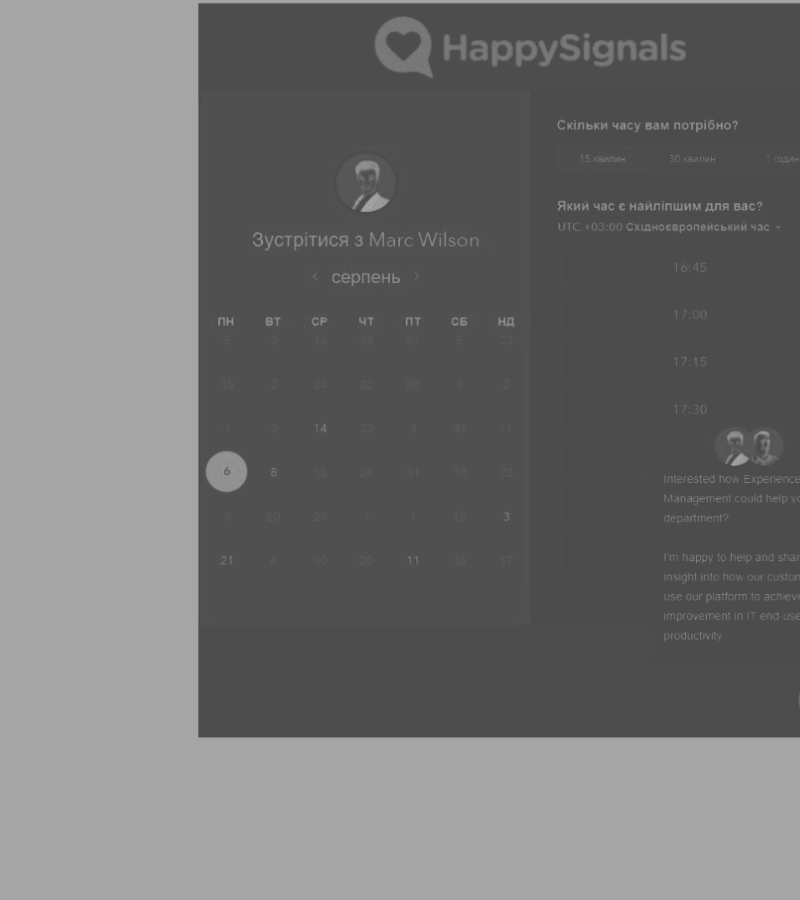 HappySignals
Зустрітися з Marc Wilson
серпень
ПН ВТ СР ЧТ ПТ СБ НД
5 3 16 16 21 5 23
15 2 24 22 20 3 2
1 3 14 23 3 31 11
6 8 15 26 31 10 23
3 20 24 1 1 18 3
21 4 10 20 11 15 17
Скільки часу вам потрібно?
15 хвилин 30 хвилин 1 годин
Який час є найліпшим для вас?
UTC +03:00 Східноєвропейський час
16:45
17:00
17:15
17:30
Interested how Experience
Management could help yo
department?
I'm happy to help and shar
insight into how our custom
use our platform to achieve
improvement in IT end-use
productivity.